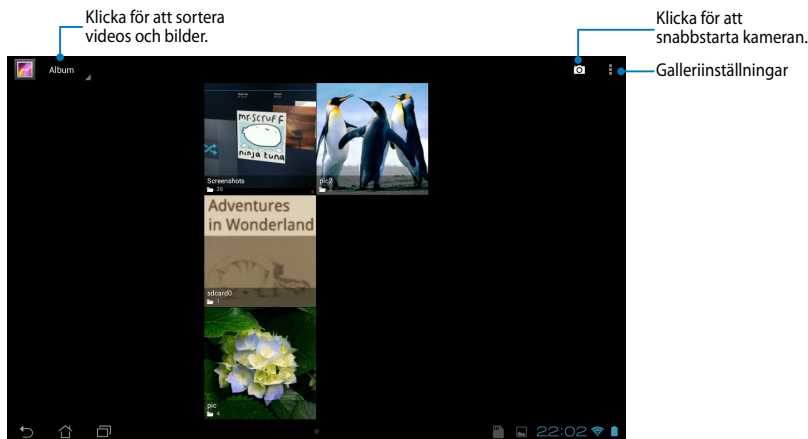 Klicka för att sortera
videos och bilder.
Klicka för att
snabbstarta kameran.
Galleriinställningar
Album
mr.scruff
ninja tuna
Screenshots
26
pic2
Adventures
in Wonderland
sdcard0
1
pic
4
22:02